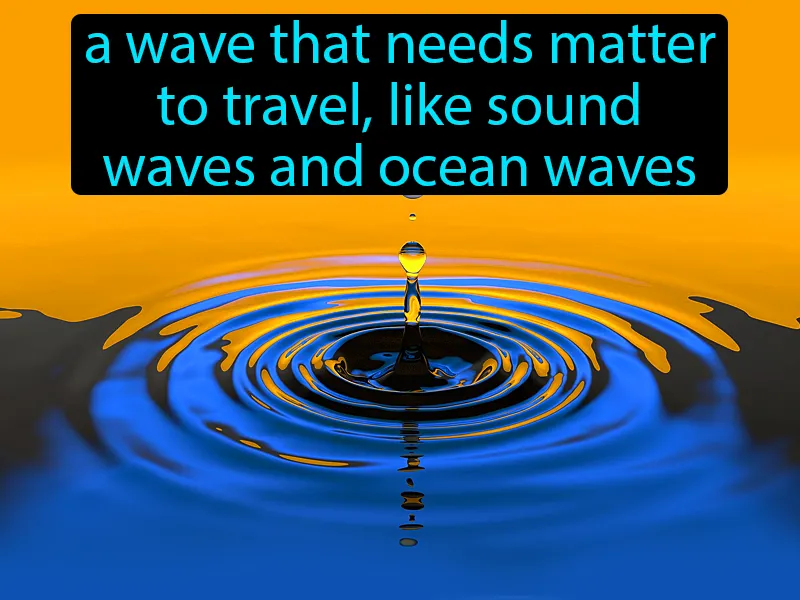 a wave that needs matter
to travel, like sound
waves and ocean waves